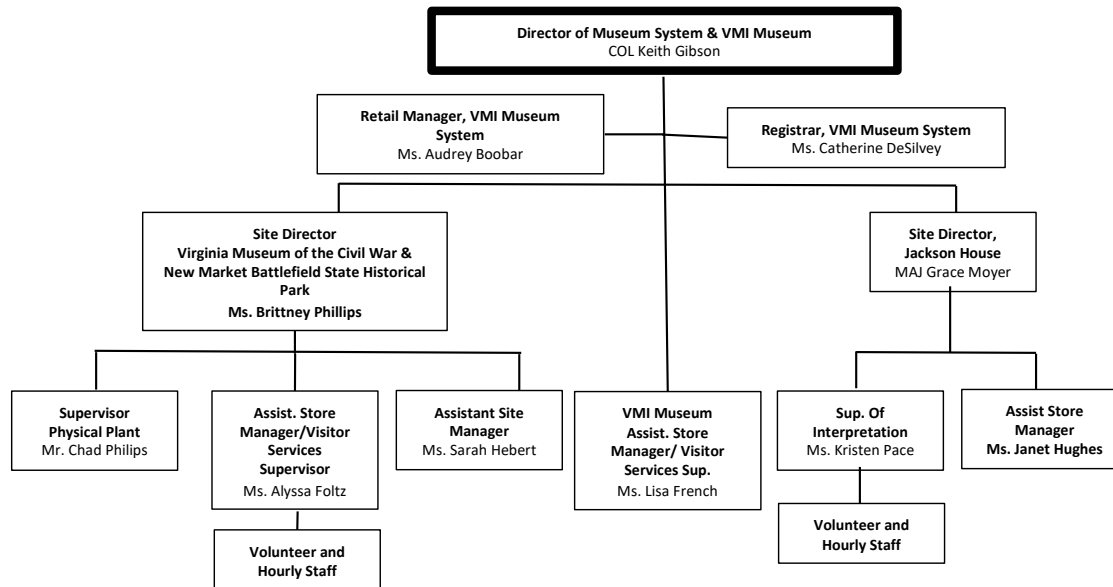 Director of Museum System & VMI Museum
COL Keith Gibson
Retail Manager, VMI Museum
System
Ms. Audrey Boobar
Registrar, VMI Museum System
Ms. Catherine DeSilvey
Site Director
Virginia Museum of the Civil War &
New Market Battlefield State Historical
Park
Ms. Brittney Phillips
Site Director,
Jackson House
MAJ Grace Moyer
Supervisor
Physical Plant
Mr. Chad Philips
Assist. Store
Manager/Visitor
Services
Supervisor
Ms. Alyssa Foltz
Assistant Site
Manager
Ms. Sarah Hebert
VMI Museum
Assist. Store
Manager/ Visitor
Services Sup.
Ms. Lisa French
Sup. Of
Interpretation
Ms. Kristen Pace
Assist Store
Manager
Ms. Janet Hughes
Volunteer and
Hourly Staff
Volunteer and
Hourly Staff